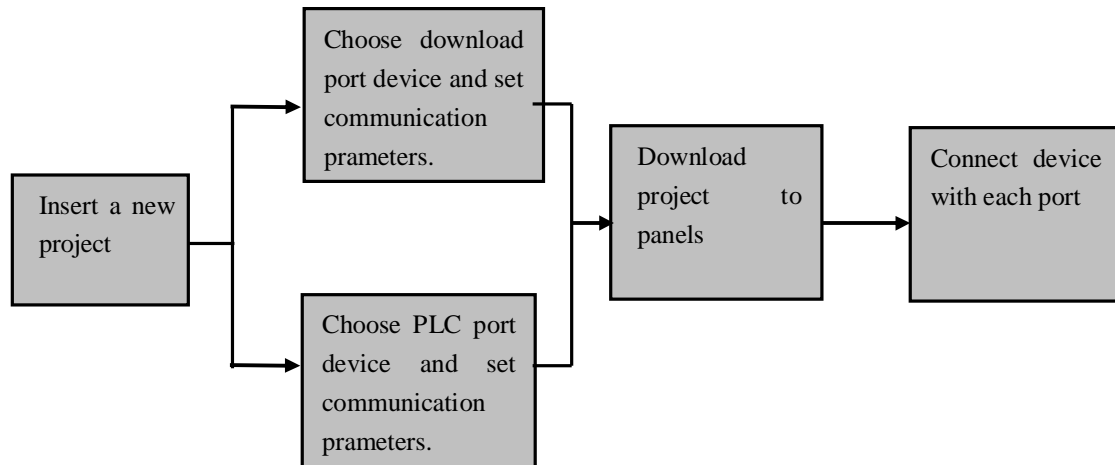 Insert a new
project
Choose download
port device and set
communication
prameters.
Choose PLC port
device and set
communication
prameters.
Download
project to
panels
Connect device
with each port